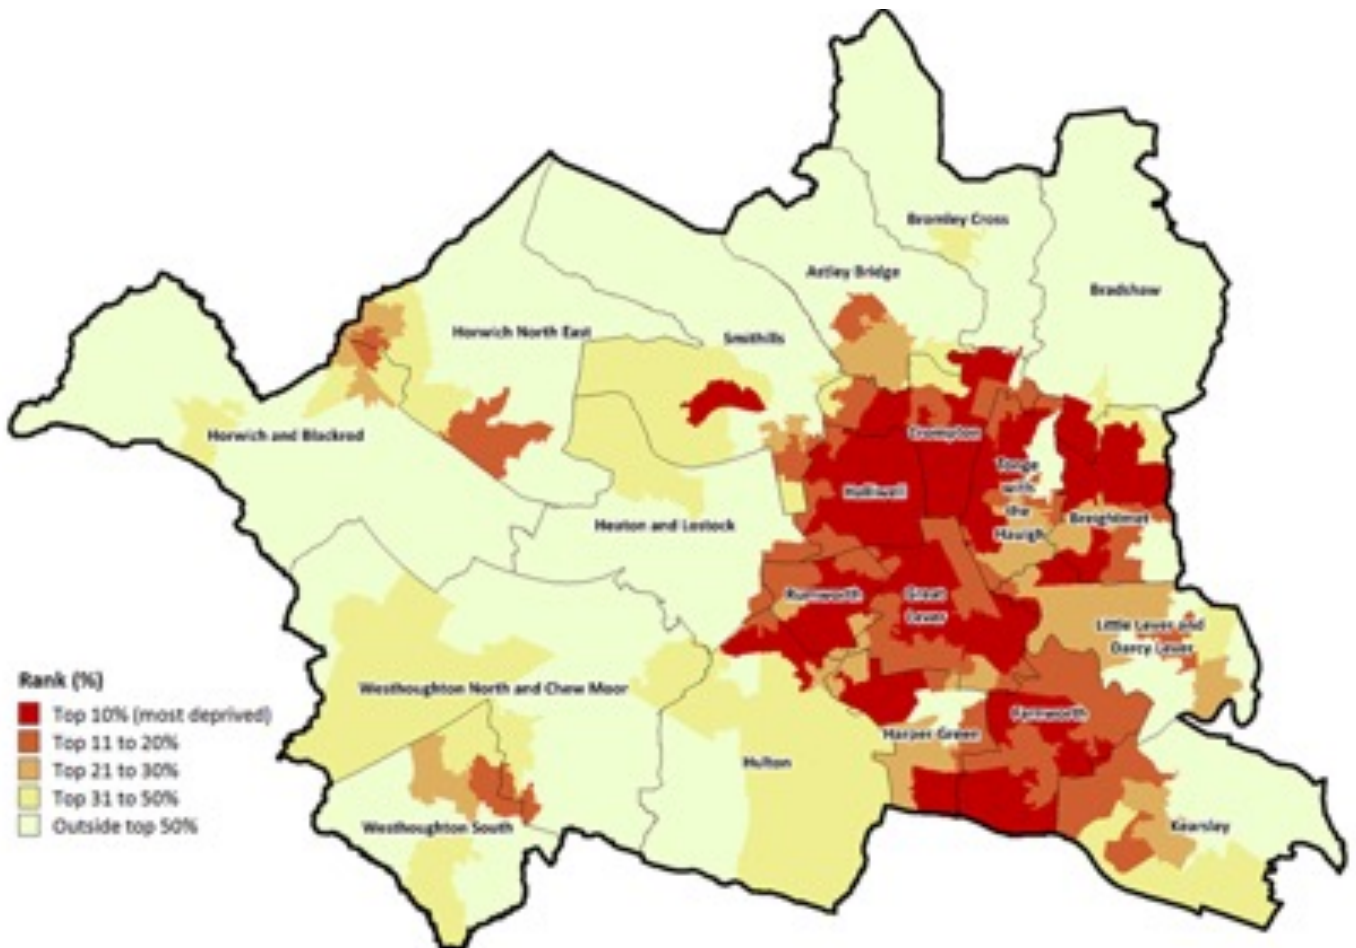 Bromley Cross
Astley Bridge
Bradshaw
Horwich North East
Smithills
Horwich and Blackrod
Crompton
Tonge
with
the
Haurgh
Halliwell
Heaton and Lostock
Breightmet
Rumworth
Great
Lever
Little Lever and
Darcy Lever
Westhoughton North and Chew Moor
Farnworth
Harper Green
Hulton
Westhoughton South
Kearsley
Rank (%)
Top 10% (most deprived)
Top 11 to 20%
Top 21 to 30%
Top 31 to 50%
Outside top 50%